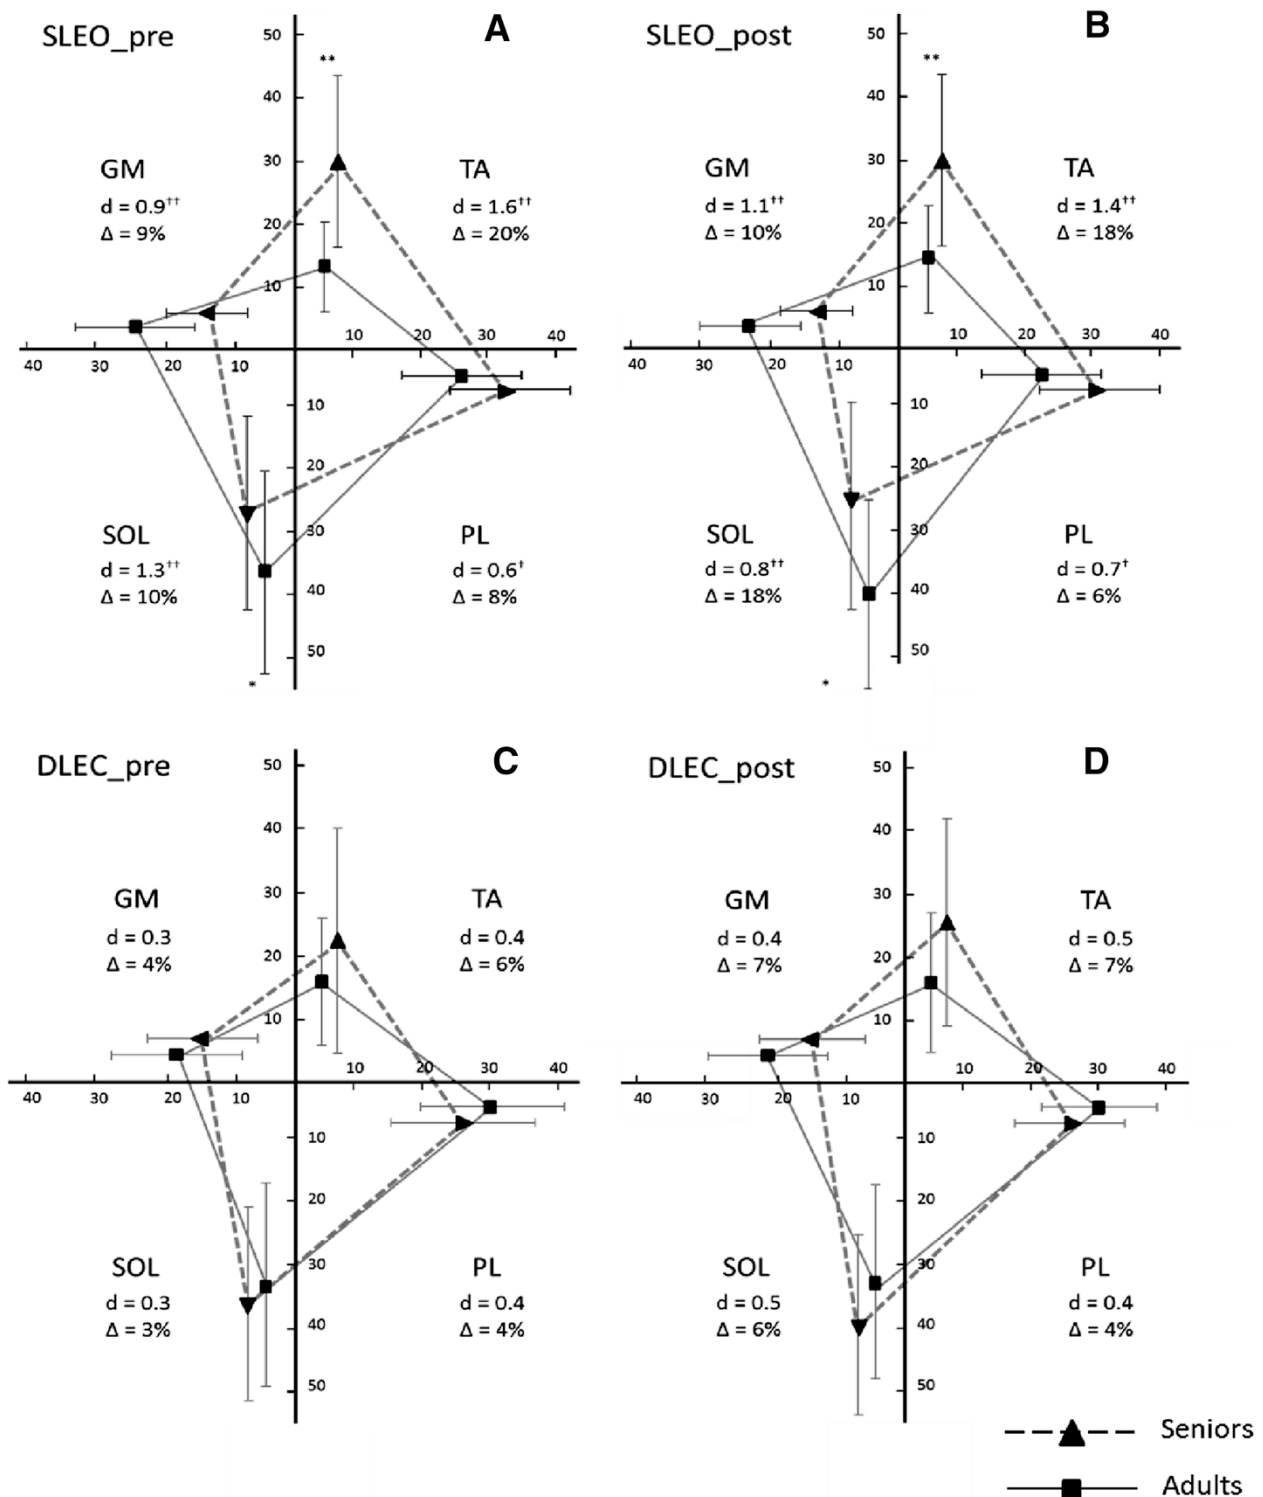 SLEO_pre
A
**
50
40
30
20
10
GM
d = 0.9††
Δ = 9%
TA
d = 1.6††
Δ = 20%
40
30
20
10
10
20
30
40
10
20
30
40
50
SOL
d = 1.3††
Δ = 10%
PL
d = 0.6†
Δ = 8%
*
SLEO_post
B
**
50
40
30
20
10
GM
d = 1.1††
Δ = 10%
TA
d = 1.4††
Δ = 18%
40
30
20
10
10
20
30
40
10
20
30
40
50
SOL
d = 0.8††
Δ = 18%
PL
d = 0.7†
Δ = 6%
*
DLEC_pre
C
50
40
30
20
10
GM
d = 0.3
Δ = 4%
TA
d = 0.4
Δ = 6%
40
30
20
10
10
20
30
40
10
20
30
40
50
SOL
d = 0.3
Δ = 3%
PL
d = 0.4
Δ = 4%
DLEC_post
D
50
40
30
20
10
GM
d = 0.4
Δ = 7%
TA
d = 0.5
Δ = 7%
40
30
20
10
10
20
30
40
10
20
30
40
50
SOL
d = 0.5
Δ = 6%
PL
d = 0.4
Δ = 4%
Seniors
Adults